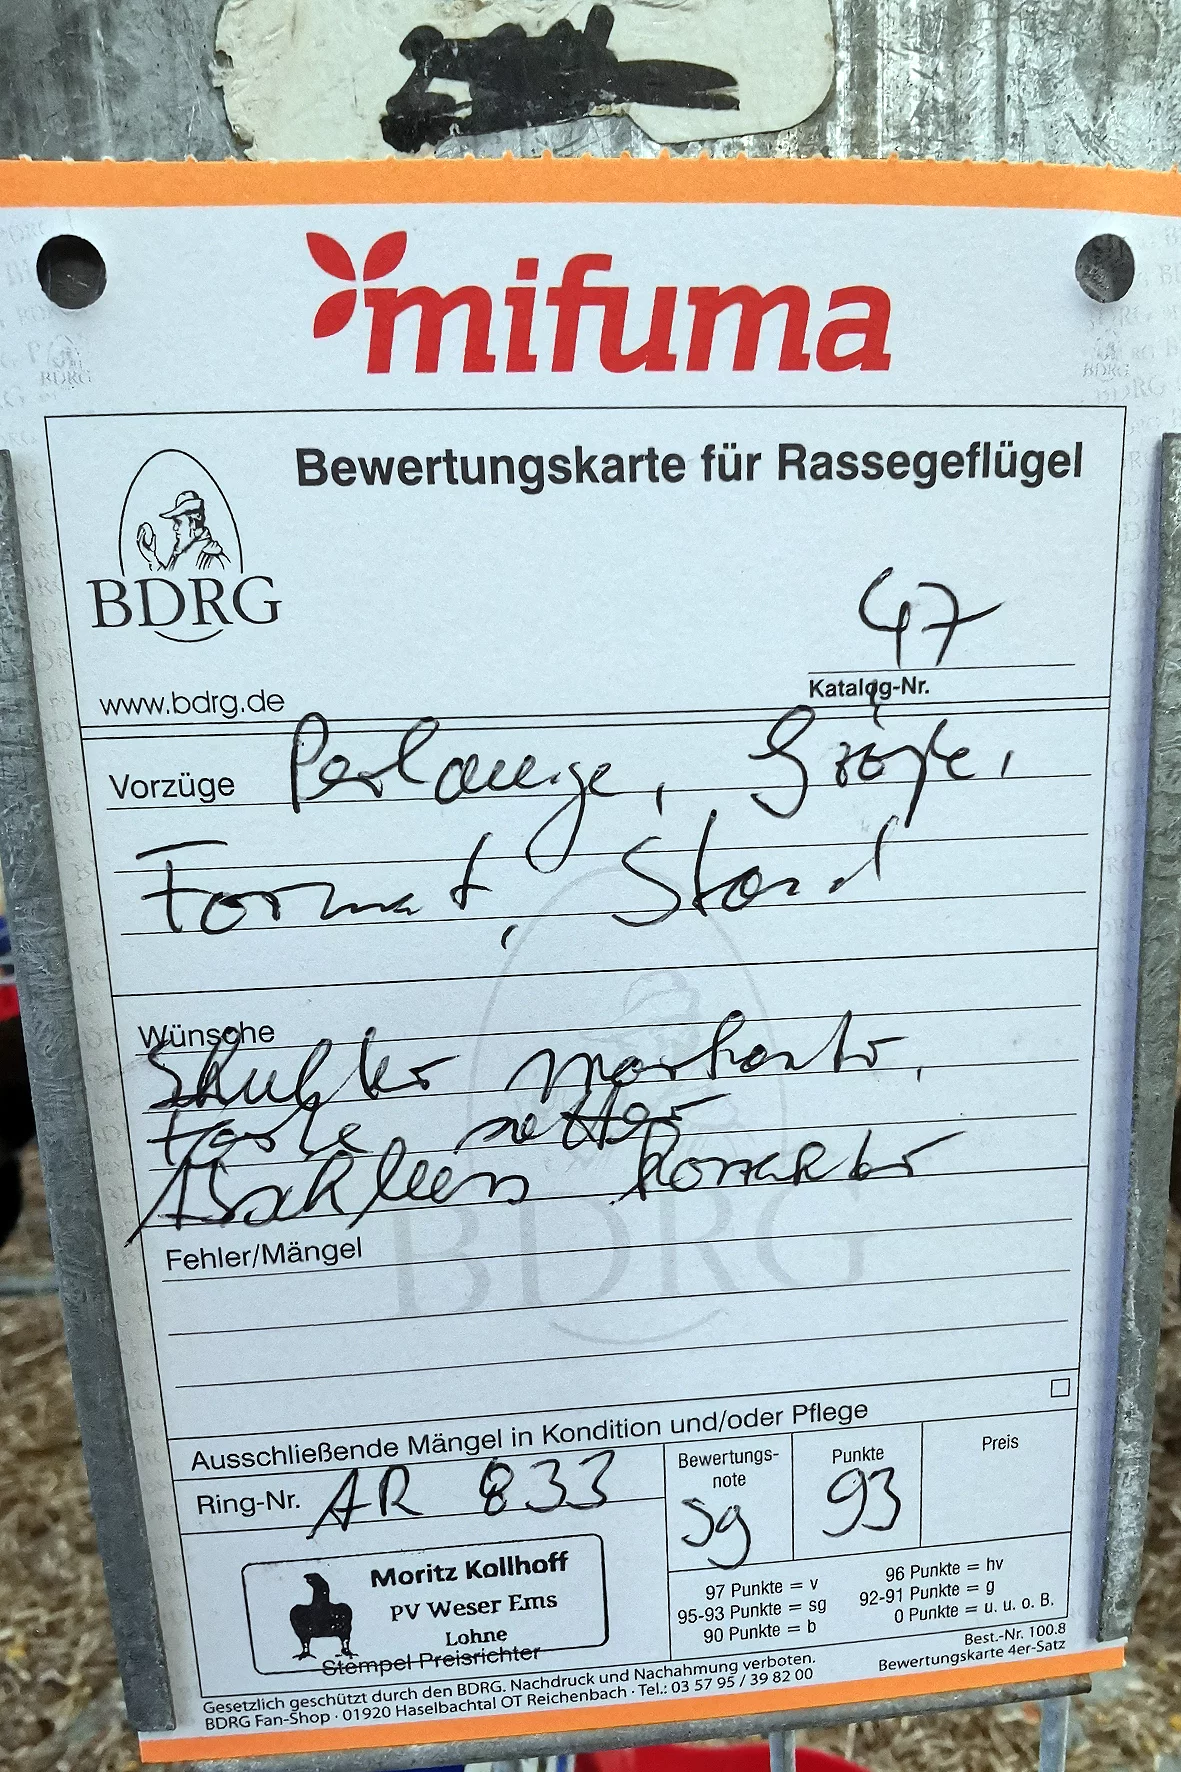 mifuma
Bewertungskarte für Rassegeflügel
BDRG
www.bdrg.de
47
Katalog-Nr.
Vorzüge Perlauge, Größe,
Format, Stand
Wünsche
markanter,
Farbe satter
korrekter
Fehler/Mängel
BDRG
Ausschließende Mängel in Kondition und/oder Pflege
Ring-Nr. AR 833
Bewertungs-
note
sg
Punkte
93
Preis
Moritz Kollhoff
PV Weser Ems
Lohne
Stempel Preisrichter
97 Punkte = v
95-93 Punkte = sg
90 Punkte = b
96 Punkte = hv
92-91 Punkte = g
0 Punkte = u. u. o. B.
Gesetzlich geschützt durch den BDRG. Nachdruck und Nachahmung verboten.
BDRG Fan-Shop · 01920 Haselbachtal OT Reichenbach · Tel.: 03 57 95 / 39 82 00
Best.-Nr. 100.8
Bewertungskarte 4er-Satz